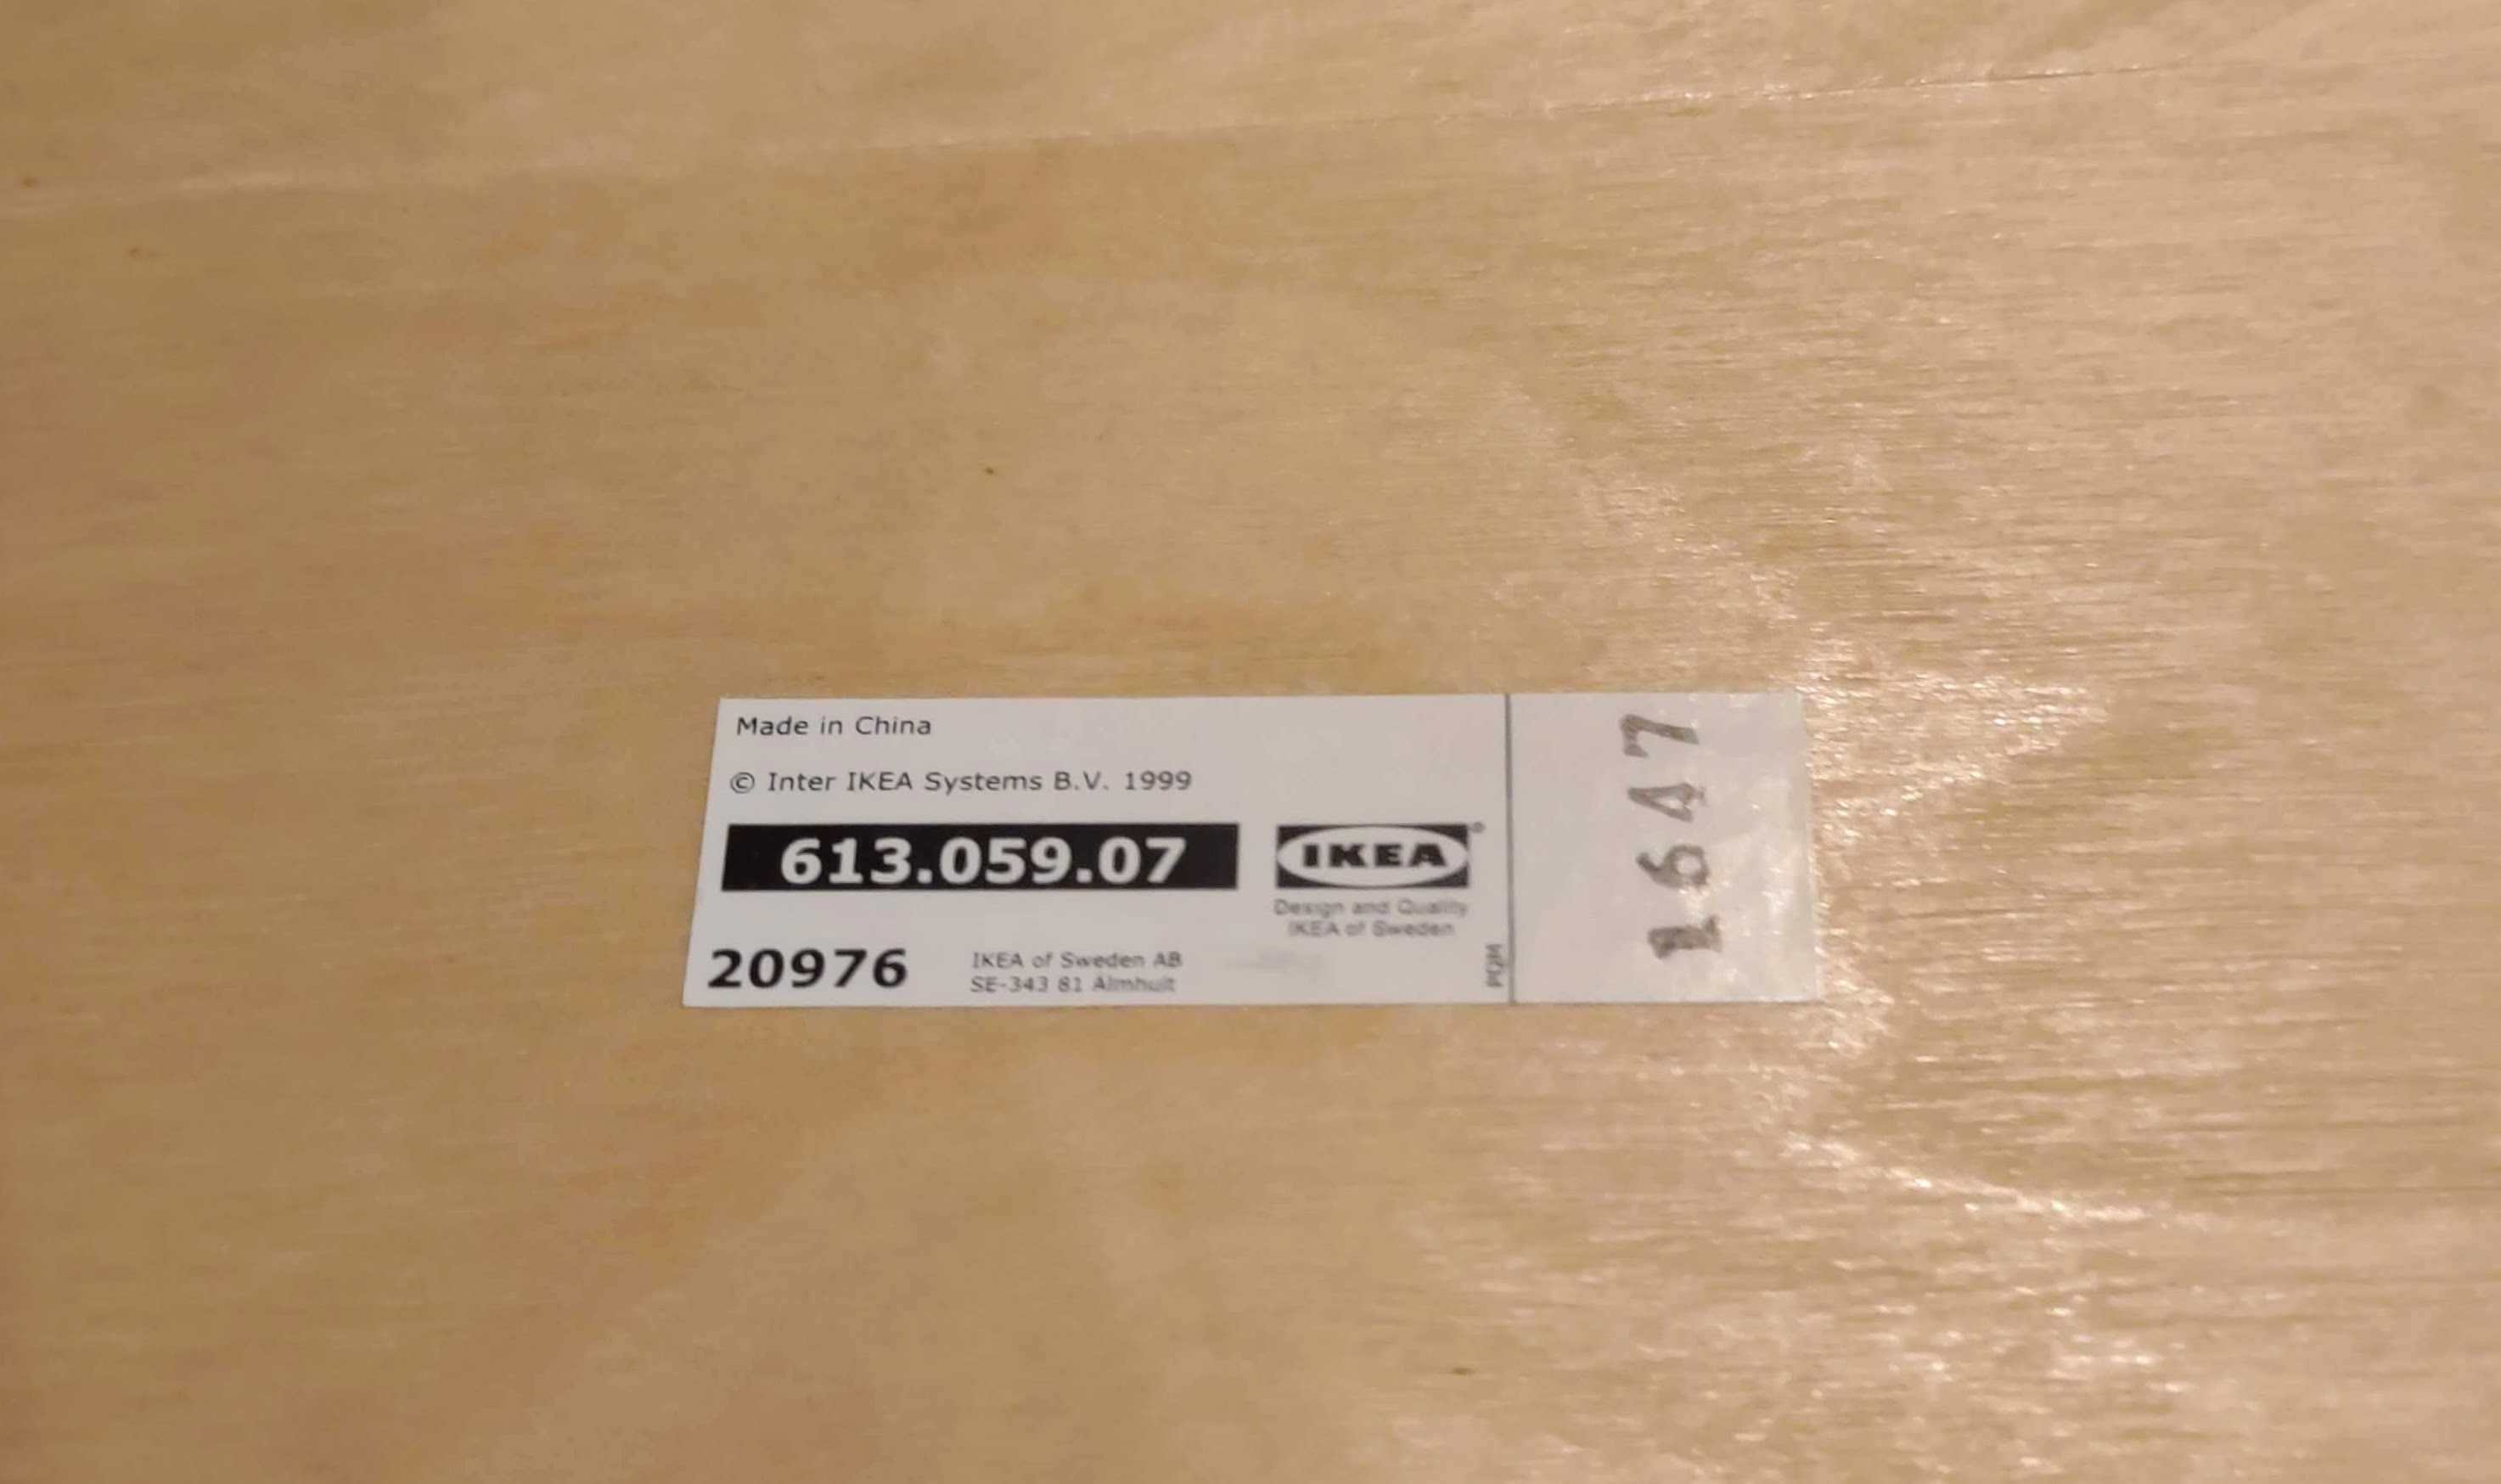 Made in China
© Inter IKEA Systems B.V. 1999
613.059.07
IKEA®
Design and Quality
IKEA of Sweden
20976
IKEA of Sweden AB
SE-343 81 Älmhult
PQM
1647